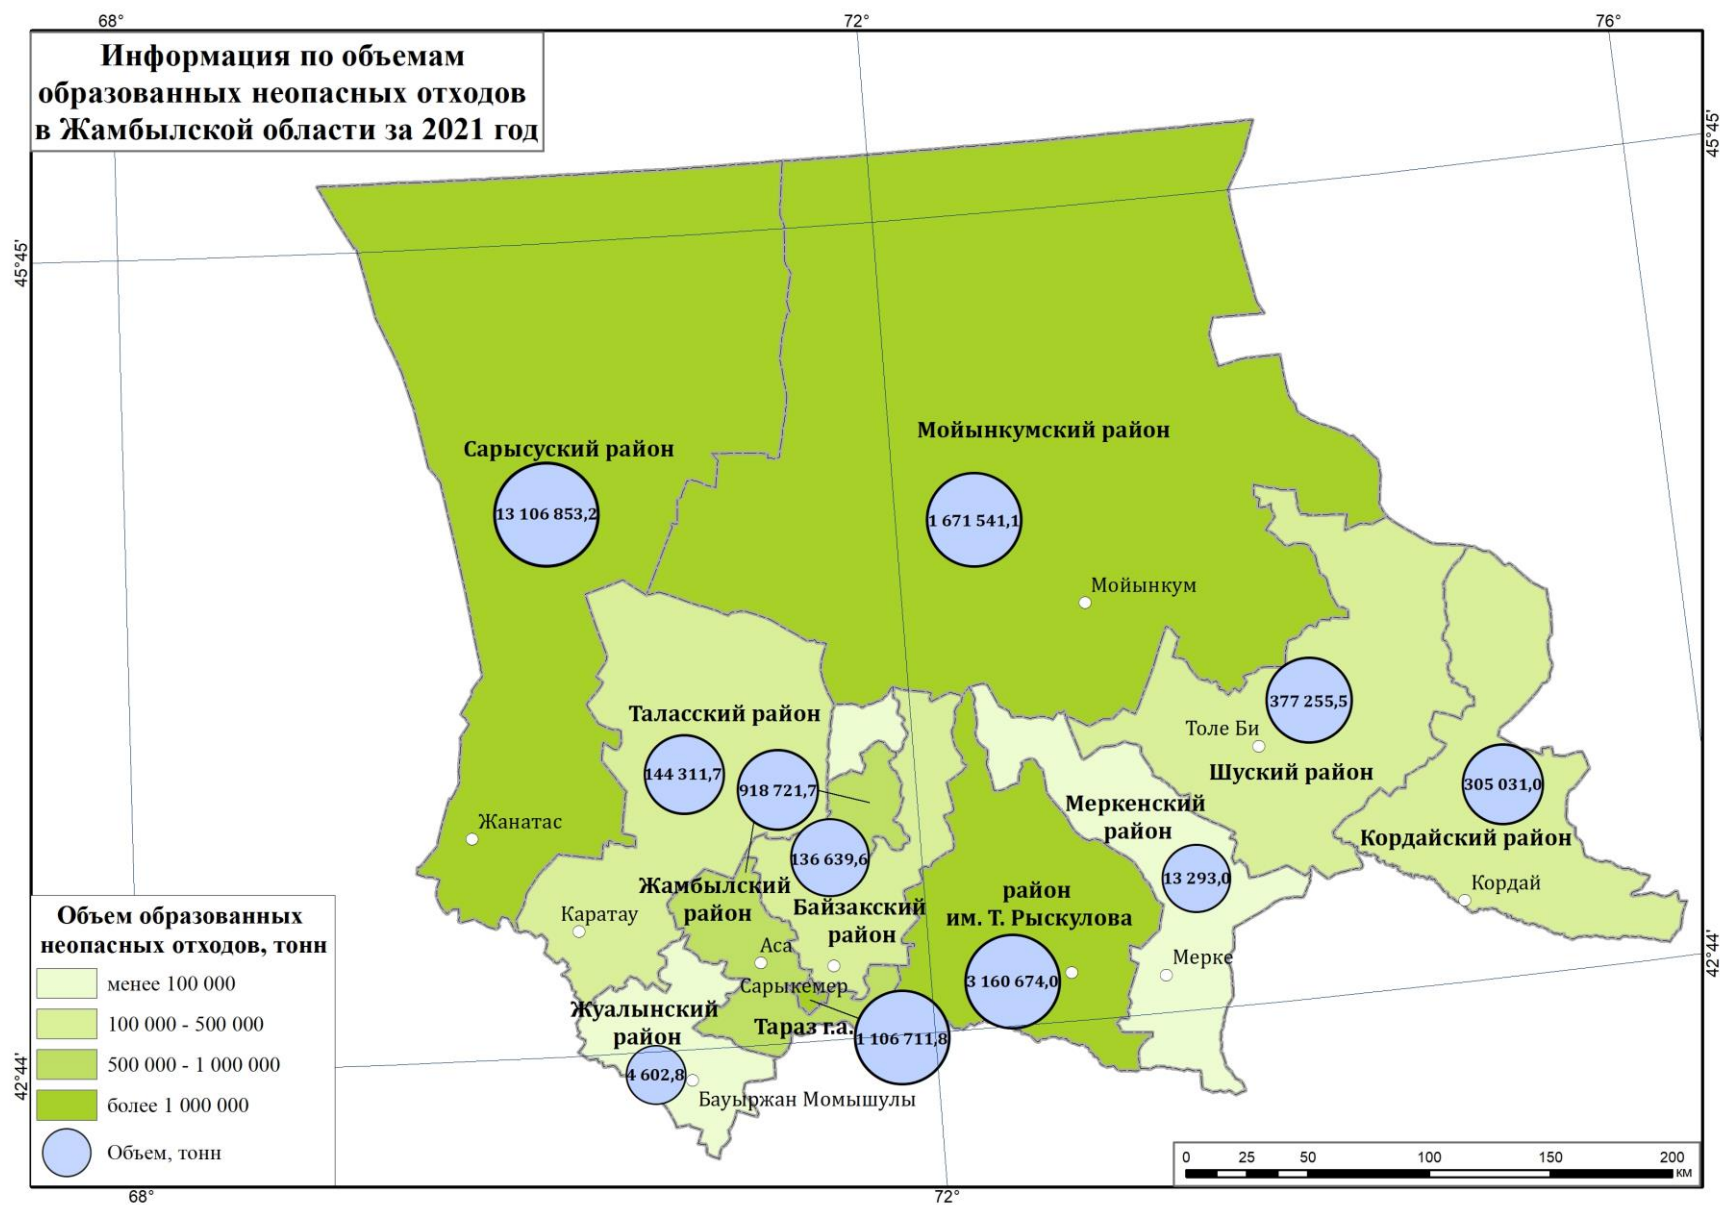 68°
72°
76°
Информация по объемам
образованных неопасных отходов
в Жамбылской области за 2021 год
45°45'
45°45'
Сарысуский район
13 106 853,2
Мойынкумский район
1 671 541,1
Мойынкум
Таласский район
144 311,7
918 721,7
377 255,5
Толе Би
Шуский район
305 031,0
Кордайский район
Кордай
Меркенский
район
13 293,0
Мерке
Жанатас
136 639,6
Жамбылский
район
Байзакский
район
район
им. Т. Рыскулова
3 160 674,0
Каратау
Аса
Сарыкемер
Жуалынский
район
4 602,8
Тараз г.а.
1 106 711,8
Бауыржан Момышулы
42°44'
42°44'
Объем образованных
неопасных отходов, тонн
менее 100 000
100 000 - 500 000
500 000 - 1 000 000
более 1 000 000
Объем, тонн
0 25 50 100 150 200
КМ
68°
72°